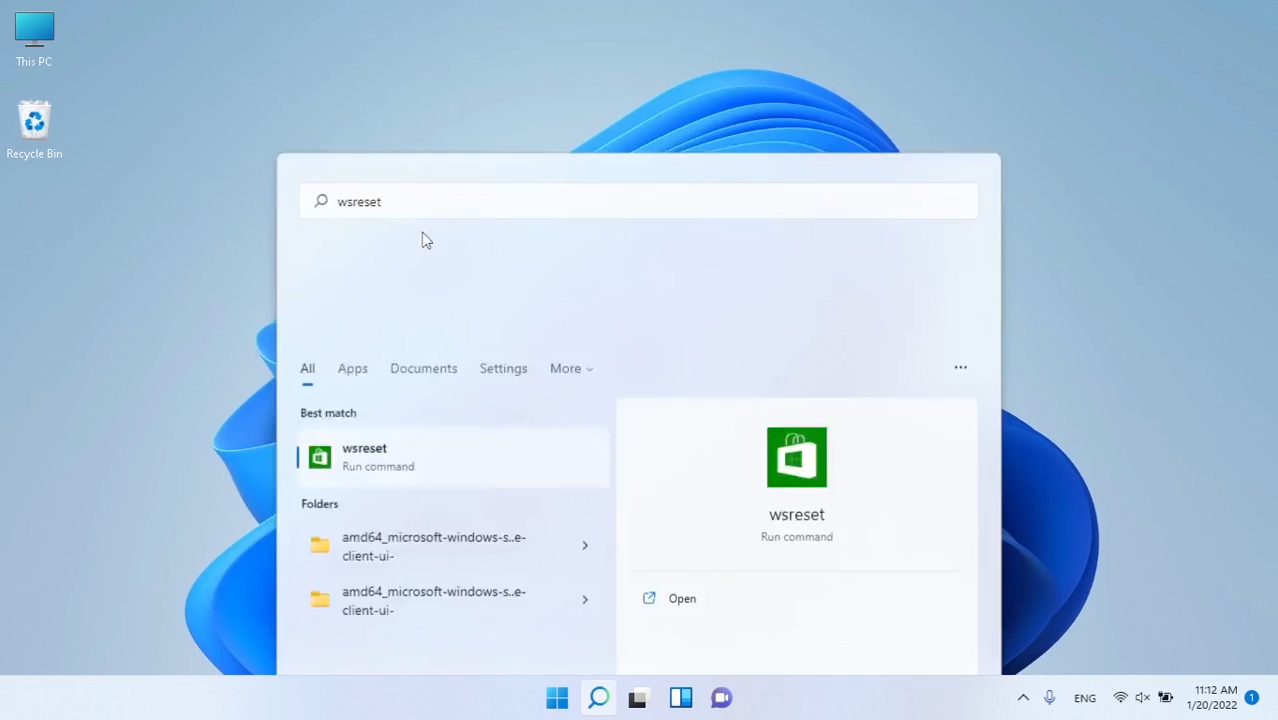 This PC
Recycle Bin
wsreset
All Apps Documents Settings More
Best match
wsreset
Run command
Folders
amd64_microsoft-windows-s..e-
client-ui-
amd64_microsoft-windows-s..e-
client-ui-
wsreset
Run command
Open
ENG
11:12 AM
1/20/2022
1